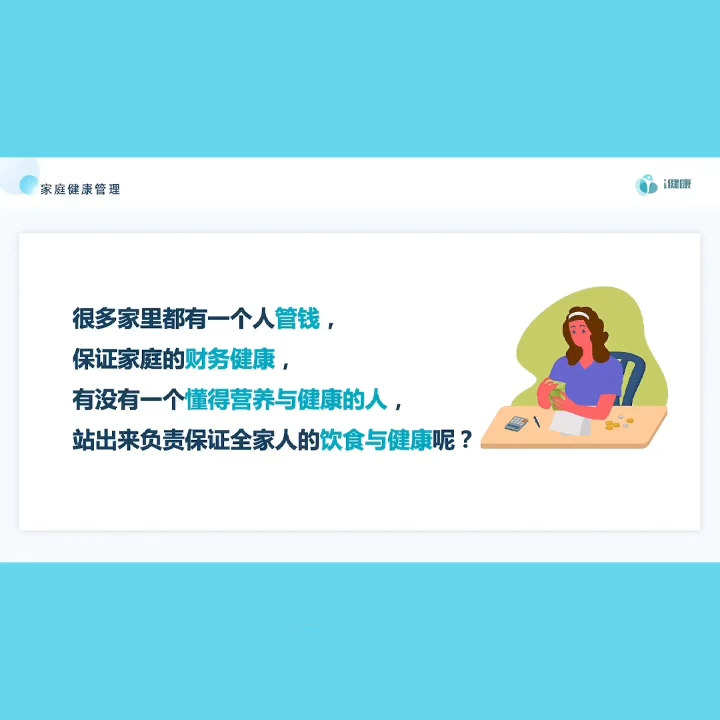 家庭健康管理
i健康
很多家里都有一个人管钱，
保证家庭的财务健康，
有没有一个懂得营养与健康的人，
站出来负责保证全家人的饮食与健康呢？